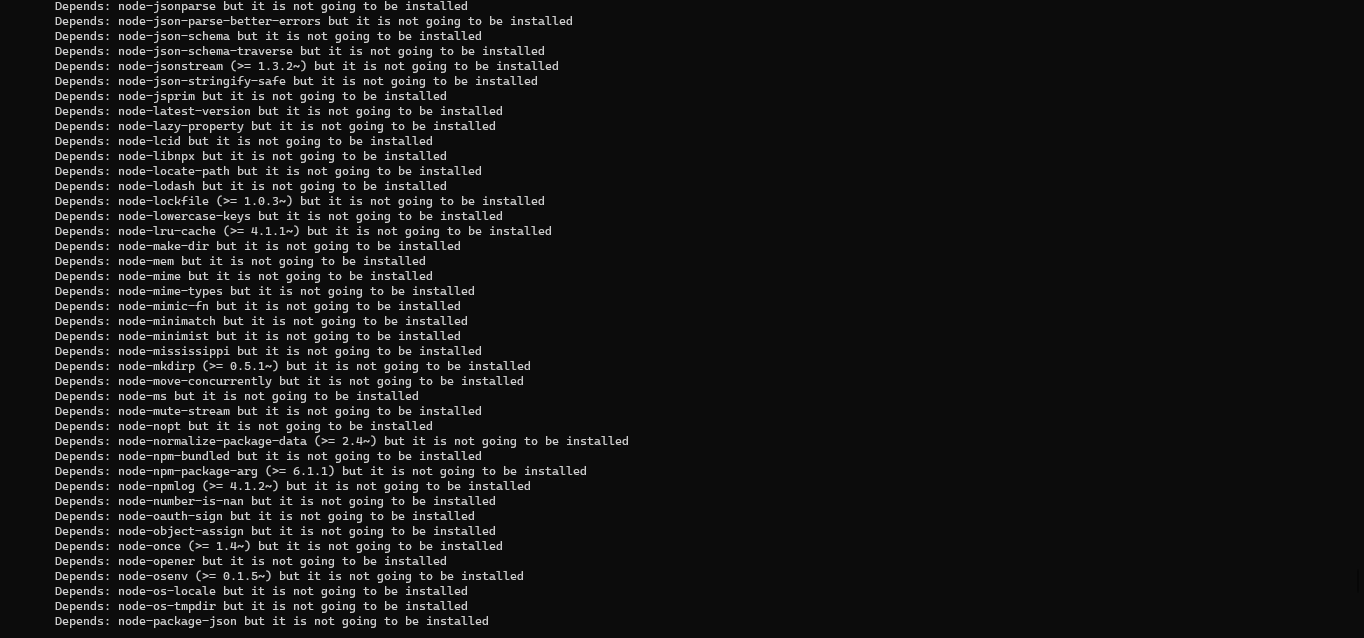 Depends: node-jsonparse but it is not going to be installed
Depends: node-json-parse-better-errors but it is not going to be installed
Depends: node-json-schema but it is not going to be installed
Depends: node-json-schema-traverse but it is not going to be installed
Depends: node-jsonstream (>= 1.3.2~) but it is not going to be installed
Depends: node-json-stringify-safe but it is not going to be installed
Depends: node-jsprim but it is not going to be installed
Depends: node-latest-version but it is not going to be installed
Depends: node-lazy-property but it is not going to be installed
Depends: node-lcid but it is not going to be installed
Depends: node-libnpx but it is not going to be installed
Depends: node-locate-path but it is not going to be installed
Depends: node-lodash but it is not going to be installed
Depends: node-lockfile (>= 1.0.3~) but it is not going to be installed
Depends: node-lowercase-keys but it is not going to be installed
Depends: node-lru-cache (>= 4.1.1~) but it is not going to be installed
Depends: node-make-dir but it is not going to be installed
Depends: node-mem but it is not going to be installed
Depends: node-mime but it is not going to be installed
Depends: node-mime-types but it is not going to be installed
Depends: node-mimic-fn but it is not going to be installed
Depends: node-minimatch but it is not going to be installed
Depends: node-minimist but it is not going to be installed
Depends: node-mississippi but it is not going to be installed
Depends: node-mkdirp (>= 0.5.1~) but it is not going to be installed
Depends: node-move-concurrently but it is not going to be installed
Depends: node-ms but it is not going to be installed
Depends: node-mute-stream but it is not going to be installed
Depends: node-nopt but it is not going to be installed
Depends: node-normalize-package-data (>= 2.4~) but it is not going to be installed
Depends: node-npm-bundled but it is not going to be installed
Depends: node-npm-package-arg (>= 6.1.1) but it is not going to be installed
Depends: node-npmlog (>= 4.1.2~) but it is not going to be installed
Depends: node-number-is-nan but it is not going to be installed
Depends: node-oauth-sign but it is not going to be installed
Depends: node-object-assign but it is not going to be installed
Depends: node-once (>= 1.4~) but it is not going to be installed
Depends: node-opener but it is not going to be installed
Depends: node-osenv (>= 0.1.5~) but it is not going to be installed
Depends: node-os-locale but it is not going to be installed
Depends: node-os-tmpdir but it is not going to be installed
Depends: node-package-json but it is not going to be installed